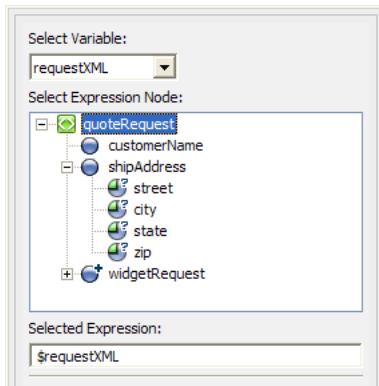 Select Variable:
requestXML
Select Expression Node:
quoteRequest
customerName
shipAddress
street
city
state
zip
widgetRequest
Selected Expression:
$requestXML